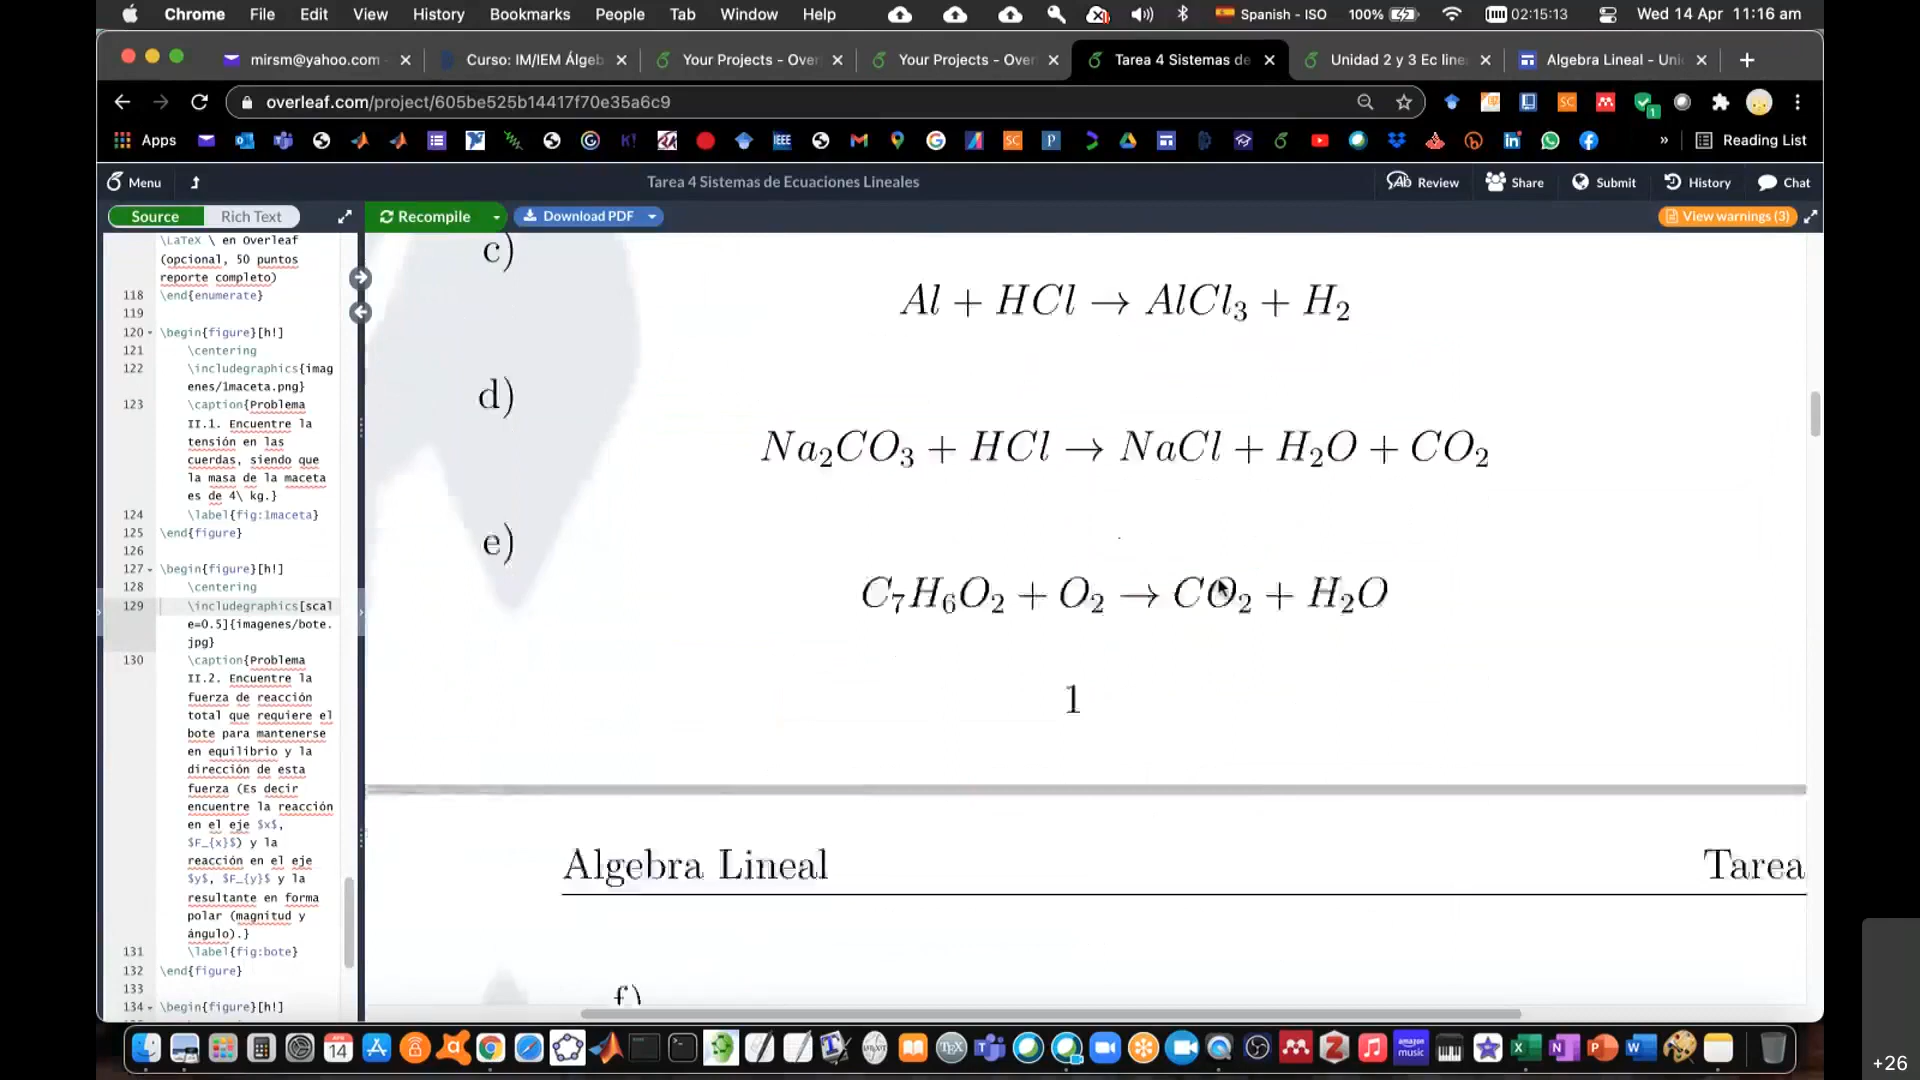 Chrome File Edit View History Bookmarks People Tab Window Help Spanish - ISO 100% 02:15:13 Wed 14 Apr 11:16 am
mirsm@yahoo.com Curso: IM/IEM Álgeb Your Projects - Over Your Projects - Over Tarea 4 Sistemas de Unidad 2 y 3 Ec line Algebra Lineal - Uni
overleaf.com/project/605be525b14417f70e35a6c9
Apps Reading List
Menu Tarea 4 Sistemas de Ecuaciones Lineales Review Share Submit History Chat
Source Rich Text Recompile Download PDF View warnings (3)
\LaTeX \ en Overleaf
(opcional, 50 puntos
reporte completo)
118 \end{enumerate}
119
120 \begin{figure}[h!]
121 \centering
122 \includegraphics{imag
enes/1maceta.png}
123 \caption{Problema
II.1. Encuentre la
tensión en las
cuerdas, siendo que
la masa de la maceta
es de 4\ kg.}
124 \label{fig:1maceta}
125 \end{figure}
126
127 \begin{figure}[h!]
128 \centering
129 \includegraphics[scal
e=0.5]{imagenes/bote.
jpg}
130 \caption{Problema
II.2. Encuentre la
fuerza de reacción
total que requiere el
bote para mantenerse
en equilibrio y la
dirección de esta
fuerza (Es decir
encuentre la reacción
en el eje $x$,
$F_{x}$) y la
reacción en el eje
$y$, $F_{y}$ y la
resultante en forma
polar (magnitud y
ángulo).}
131 \label{fig:bote}
132 \end{figure}
133
134 \begin{figure}[h!]
c)
Al + HCl → AlCl₃ + H₂
d)
Na₂CO₃ + HCl → NaCl + H₂O + CO₂
e)
C₇H₆O₂ + O₂ → CO₂ + H₂O
1
Algebra Lineal Tarea
f)
+26